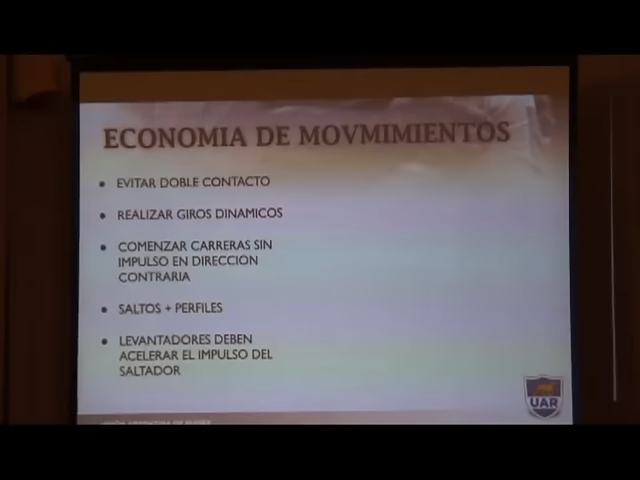 ECONOMIA DE MOVMIMIENTOS
• EVITAR DOBLE CONTACTO
• REALIZAR GIROS DINAMICOS
• COMENZAR CARRERAS SIN
IMPULSO EN DIRECCION
CONTRARIA
• SALTOS + PERFILES
• LEVANTADORES DEBEN
ACELERAR EL IMPULSO DEL
SALTADOR
UAR